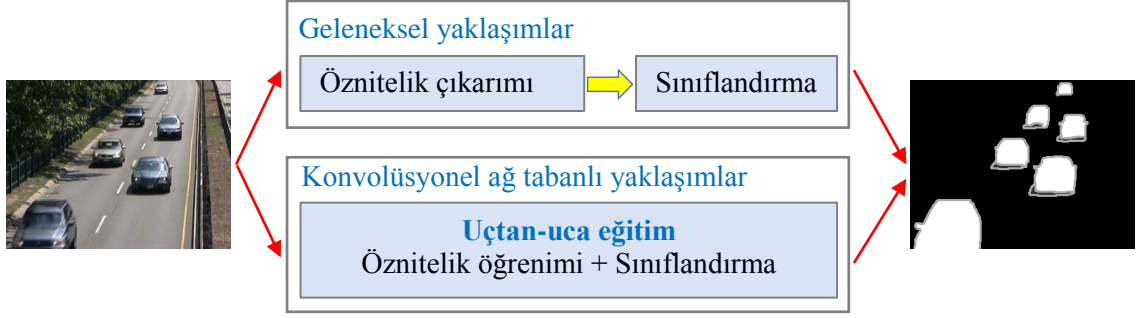 Geleneksel yaklaşımlar
Öznitelik çıkarımı
Sınıflandırma
Konvolüsyonel ağ tabanlı yaklaşımlar
Uçtan-uca eğitim
Öznitelik öğrenimi + Sınıflandırma